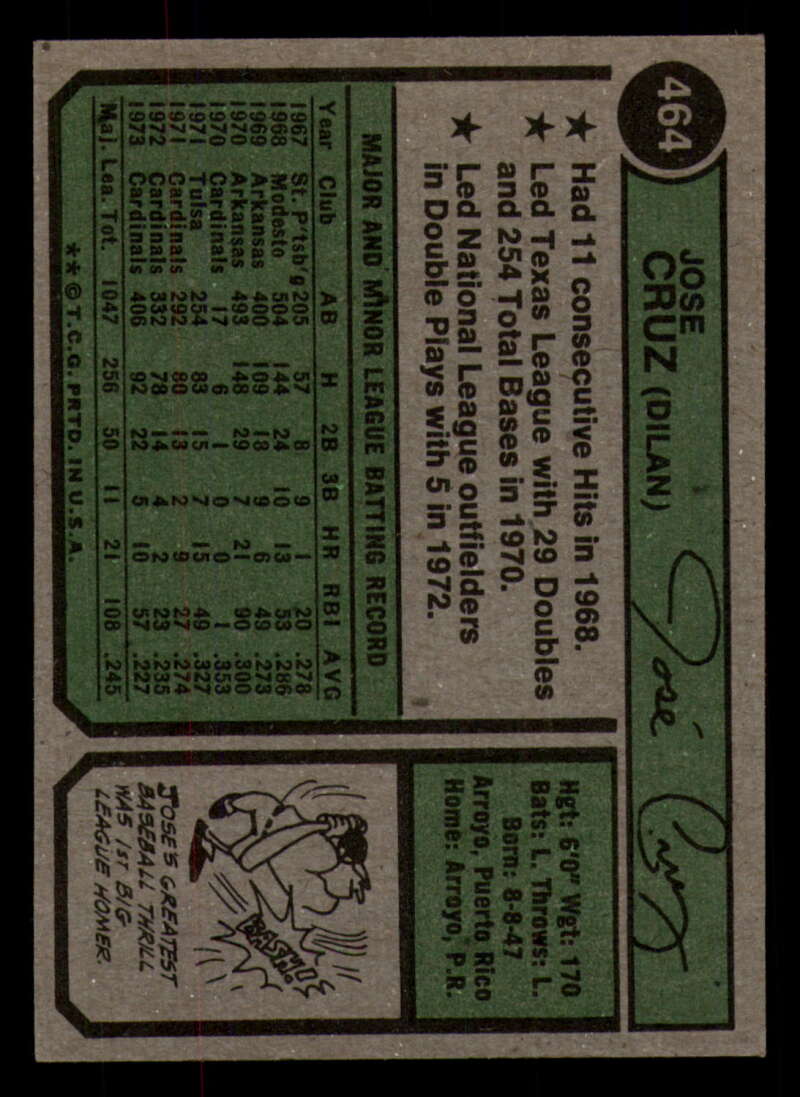 464
JOSE
CRUZ (DILAN)
José Cruz
★ Had 11 consecutive Hits in 1968.
★ Led Texas League with 29 Doubles
and 254 Total Bases in 1970.
★ Led National League outfielders
in Double Plays with 5 in 1972.
MAJOR AND MINOR LEAGUE BATTING RECORD
Year Club AB H 2B 3B HR RBI AVG
1967 St. P'tsb'g 205 57 8 9 1 20 .278
1968 Modesto 504 144 24 10 13 53 .286
1969 Arkansas 400 109 18 9 6 49 .273
1970 Arkansas 493 148 29 7 21 90 .300
1970 Cardinals 17 6 1 0 0 1 .353
1971 Tulsa 254 83 15 7 15 49 .327
1971 Cardinals 292 80 13 2 9 27 .274
1972 Cardinals 332 78 14 4 2 23 .235
1973 Cardinals 406 92 22 5 10 57 .227
Maj. Lea. Tot. 1047 256 50 11 21 108 .245
**©T.C.G. PRTD. IN U.S.A.
Hgt: 6'0" Wgt: 170
Bats: L. Throws: L.
Born: 8-8-47
Arroyo, Puerto Rico
Home: Arroyo, P.R.
BASH!
JOSE'S GREATEST
BASEBALL THRILL
WAS 1ST BIG
LEAGUE HOMER.